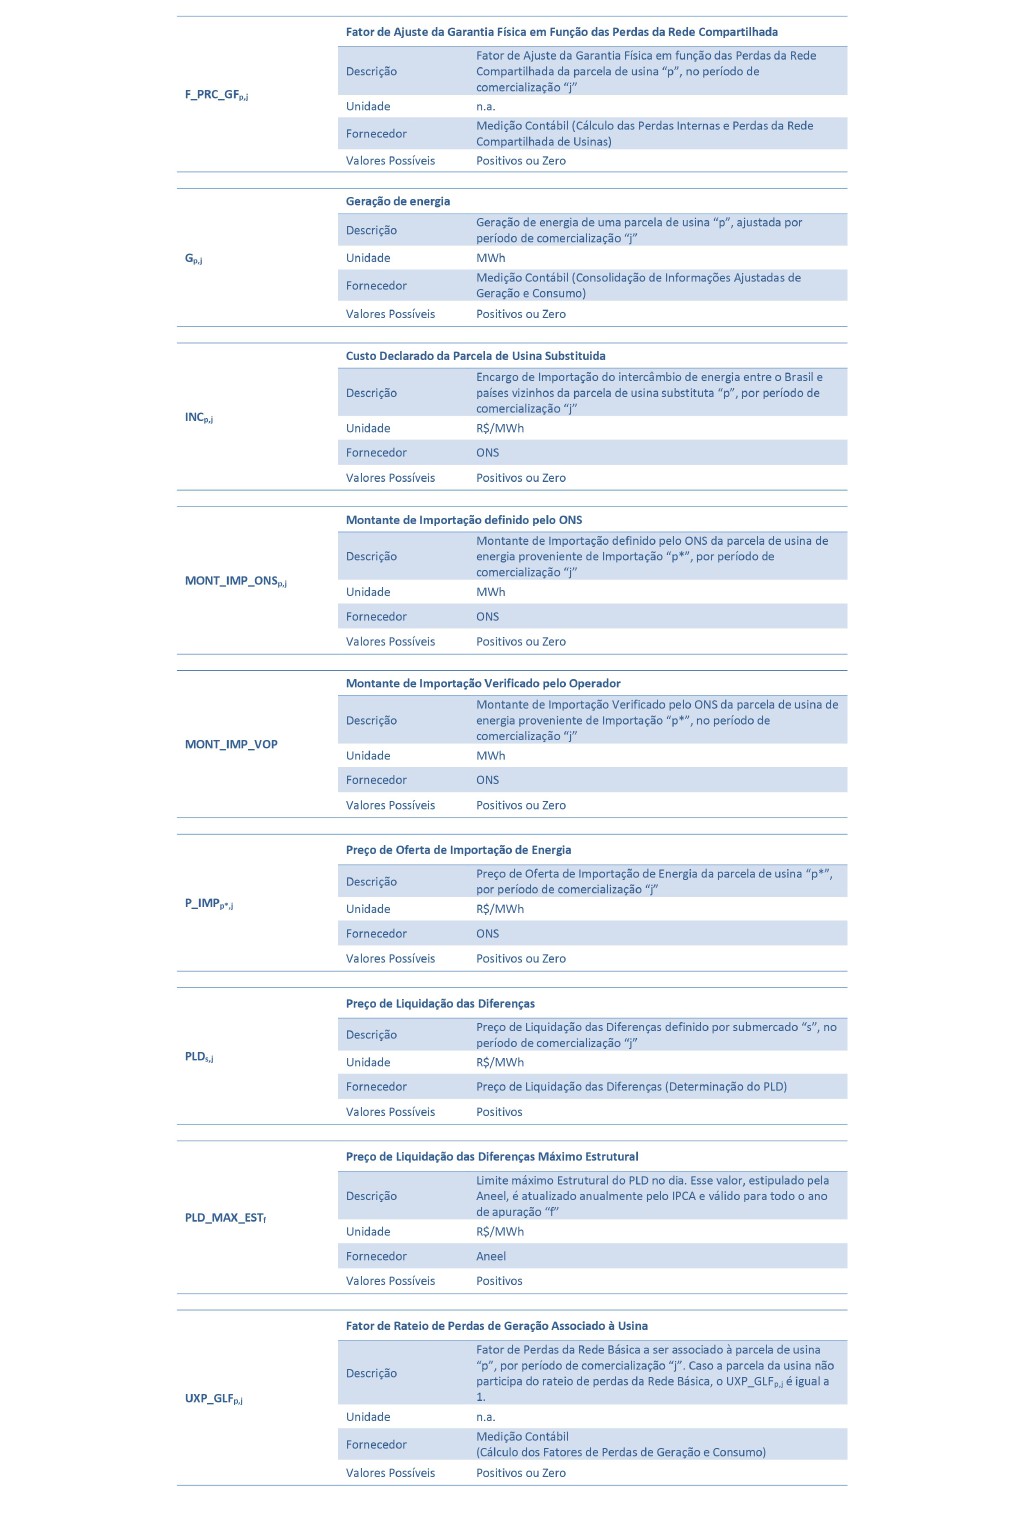 Fator de Ajuste da Garantia Física em Função das Perdas da Rede Compartilhada
F_PRC_GFp,j
Descrição
Fator de Ajuste da Garantia Física em função das Perdas da Rede
Compartilhada da parcela de usina “p”, no período de
comercialização “j”
Unidade n.a.
Fornecedor
Medição Contábil (Cálculo das Perdas Internas e Perdas da Rede
Compartilhada de Usinas)
Valores Possíveis Positivos ou Zero
Geração de energia
Gp,j
Descrição
Geração de energia de uma parcela de usina “p”, ajustada por
período de comercialização “j”
Unidade MWh
Fornecedor
Medição Contábil (Consolidação de Informações Ajustadas de
Geração e Consumo)
Valores Possíveis Positivos ou Zero
Custo Declarado da Parcela de Usina Substituida
INCp,j
Descrição
Encargo de Importação do intercâmbio de energia entre o Brasil e
países vizinhos da parcela de usina substituta “p”, por período de
comercialização “j”
Unidade R$/MWh
Fornecedor ONS
Valores Possíveis Positivos ou Zero
Montante de Importação definido pelo ONS
MONT_IMP_ONSp,j
Descrição
Montante de Importação definido pelo ONS da parcela de usina de
energia proveniente de Importação “p*”, por período de
comercialização “j”
Unidade MWh
Fornecedor ONS
Valores Possíveis Positivos ou Zero
Montante de Importação Verificado pelo Operador
MONT_IMP_VOP
Descrição
Montante de Importação Verificado pelo ONS da parcela de usina de
energia proveniente de Importação “p*”, no período de
comercialização “j”
Unidade MWh
Fornecedor ONS
Valores Possíveis Positivos ou Zero
Preço de Oferta de Importação de Energia
P_IMPp*,j
Descrição
Preço de Oferta de Importação de Energia da parcela de usina “p*”,
por período de comercialização “j”
Unidade R$/MWh
Fornecedor ONS
Valores Possíveis Positivos ou Zero
Preço de Liquidação das Diferenças
PLDs,j
Descrição
Preço de Liquidação das Diferenças definido por submercado “s”, no
período de comercialização “j”
Unidade R$/MWh
Fornecedor Preço de Liquidação das Diferenças (Determinação do PLD)
Valores Possíveis Positivos
Preço de Liquidação das Diferenças Máximo Estrutural
PLD_MAX_ESTf
Descrição
Limite máximo Estrutural do PLD no dia. Esse valor, estipulado pela
Aneel, é atualizado anualmente pelo IPCA e válido para todo o ano
de apuração “f”
Unidade R$/MWh
Fornecedor Aneel
Valores Possíveis Positivos
Fator de Rateio de Perdas de Geração Associado à Usina
UXP_GLFp,j
Descrição
Fator de Perdas da Rede Básica a ser associado à parcela de usina
“p”, por período de comercialização “j”. Caso a parcela da usina não
participa do rateio de perdas da Rede Básica, o UXP_GLFp,j é igual a
1.
Unidade n.a.
Fornecedor
Medição Contábil
(Cálculo dos Fatores de Perdas de Geração e Consumo)
Valores Possíveis Positivos ou Zero